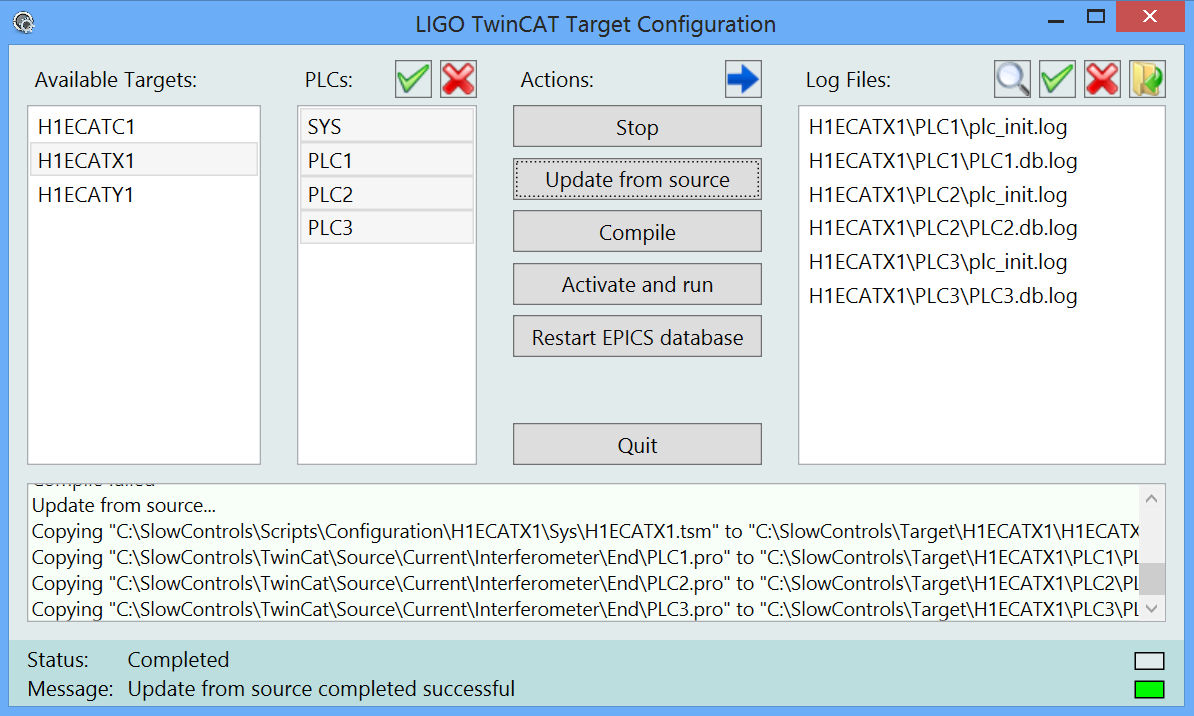 LIGO TwinCAT Target Configuration
Available Targets:
H1ECATC1
H1ECATX1
H1ECATY1
PLCs:
SYS
PLC1
PLC2
PLC3
Actions:
Stop
Update from source
Compile
Activate and run
Restart EPICS database
Quit
Log Files:
H1ECATX1\PLC1\plc_init.log
H1ECATX1\PLC1\PLC1.db.log
H1ECATX1\PLC2\plc_init.log
H1ECATX1\PLC2\PLC2.db.log
H1ECATX1\PLC3\plc_init.log
H1ECATX1\PLC3\PLC3.db.log
Compile failed
Update from source...
Copying "C:\SlowControls\Scripts\Configuration\H1ECATX1\Sys\H1ECATX1.tsm" to "C:\SlowControls\Target\H1ECATX1\H1ECATX
Copying "C:\SlowControls\TwinCat\Source\Current\Interferometer\End\PLC1.pro" to "C:\SlowControls\Target\H1ECATX1\PLC1\PL
Copying "C:\SlowControls\TwinCat\Source\Current\Interferometer\End\PLC2.pro" to "C:\SlowControls\Target\H1ECATX1\PLC2\PL
Copying "C:\SlowControls\TwinCat\Source\Current\Interferometer\End\PLC3.pro" to "C:\SlowControls\Target\H1ECATX1\PLC3\PL
Status: Completed
Message: Update from source completed successful